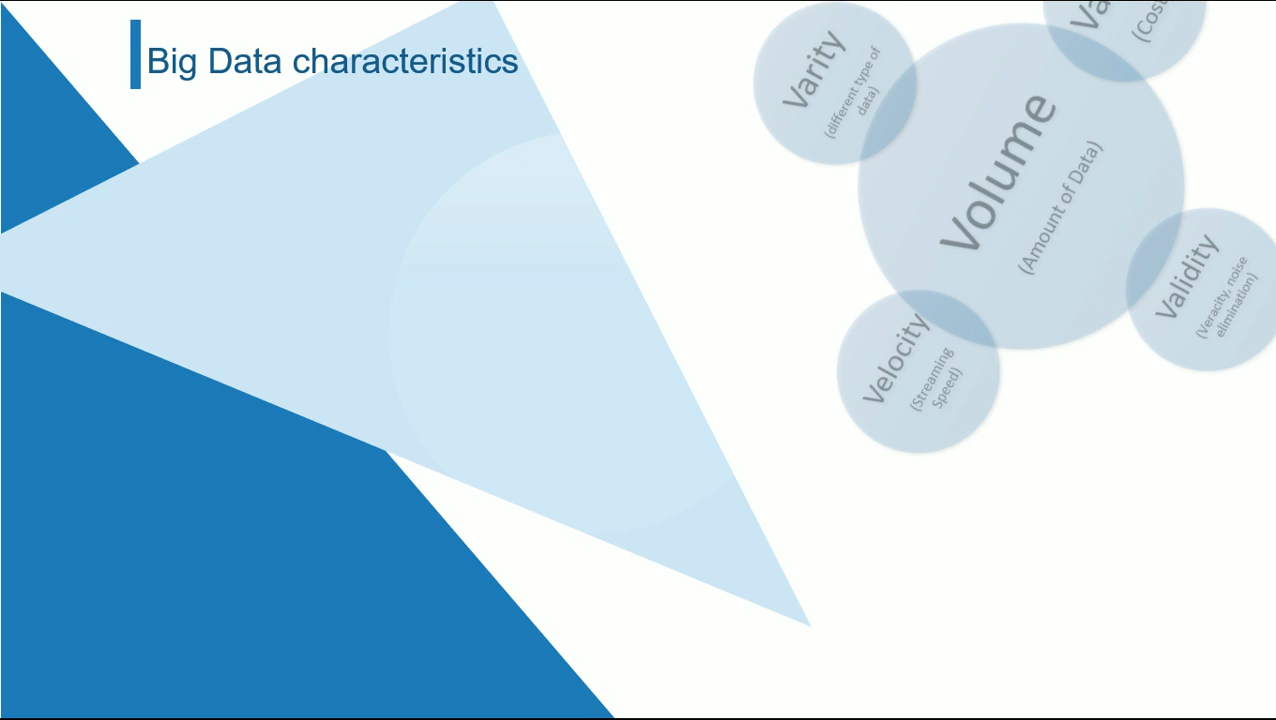 Big Data characteristics
Varity
(different type of
data)
Volume
(Amount of Data)
Validity
(Veracity, noise
elimination)
Velocity
(Streaming
Speed)